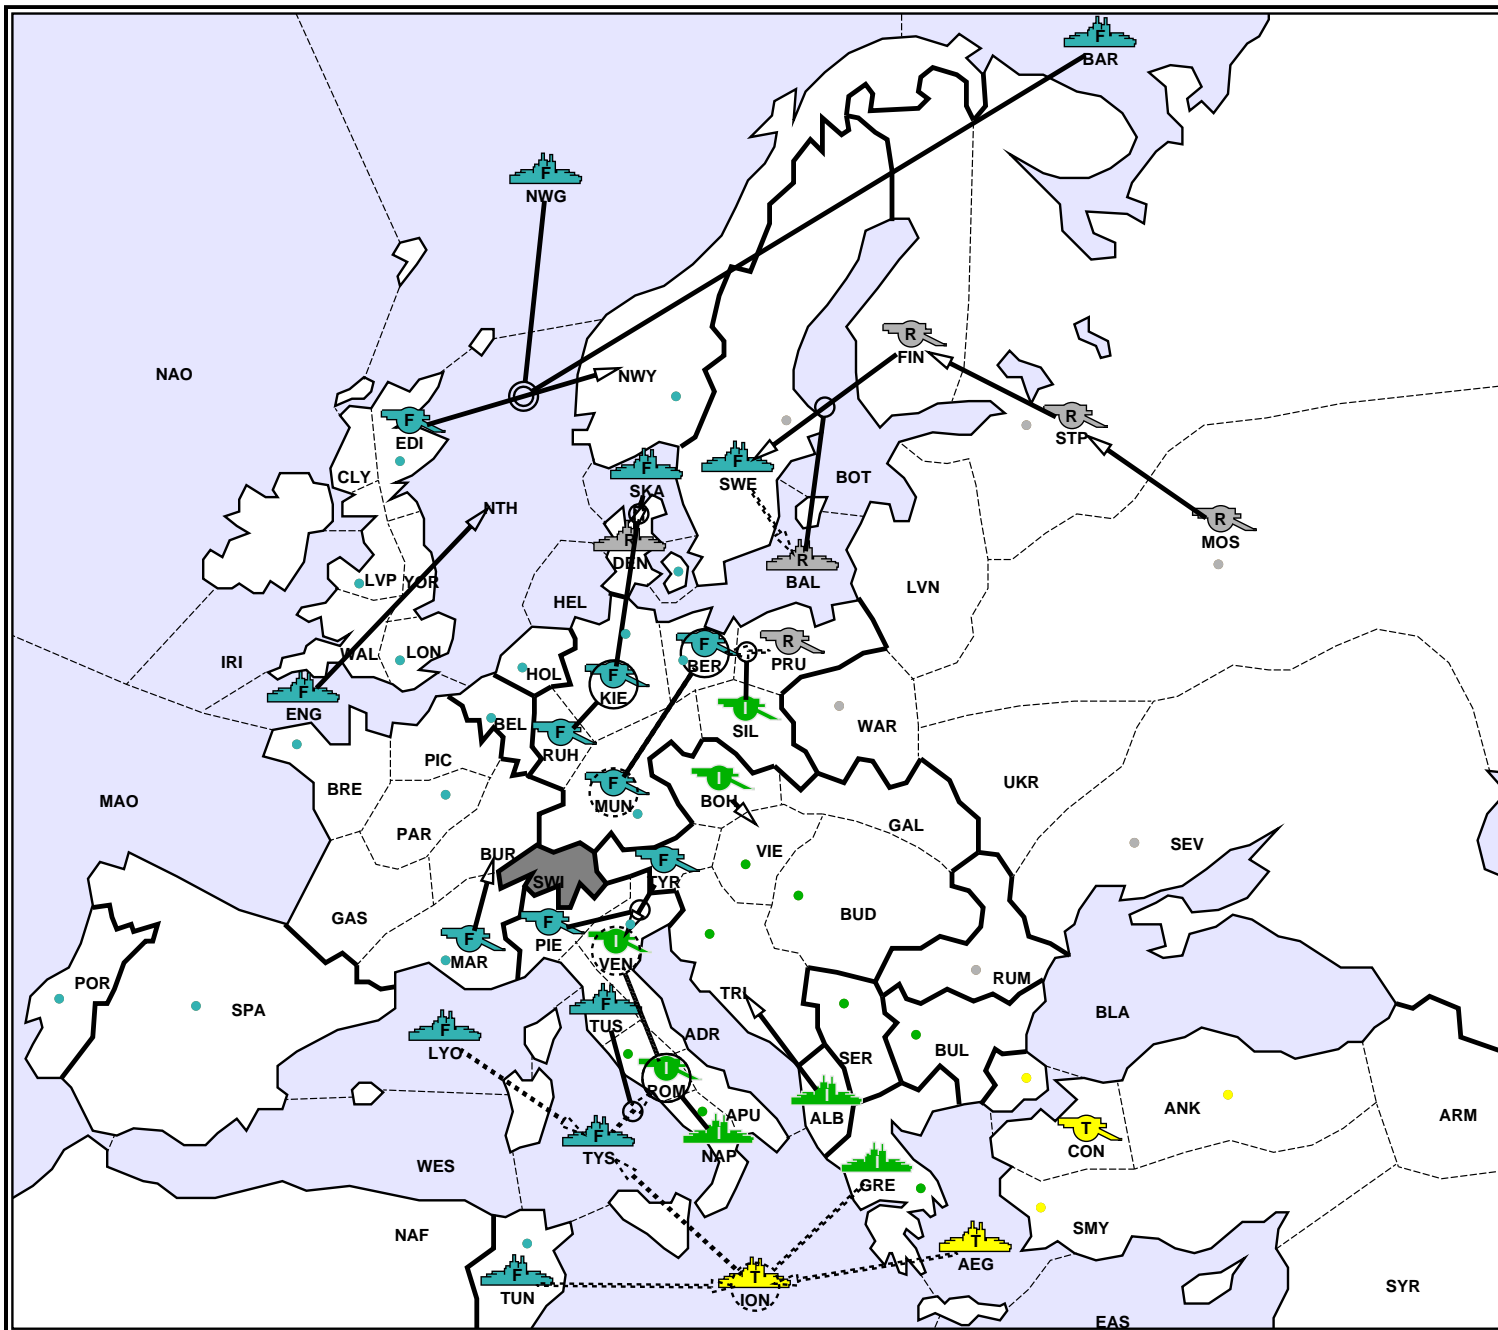 F
BAR
F
NWG
R
FIN
NAO
NWY
F
EDI
R
STP
F
SKA
F
SWE
CLY
BOT
NTH
R
MOS
R
DEN
R
BAL
LVP
YOR
LVN
HEL
F
BER
R
PRU
IRI
WAL
LON
HOL
F
KIE
F
ENG
I
SIL
BEL
WAR
F
RUH
PIC
F
MUN
I
BOH
UKR
BRE
MAO
GAL
PAR
SEV
BUR
VIE
F
TYR
SWI
GAS
BUD
F
PIE
F
MAR
I
VEN
POR
RUM
TRI
SPA
F
TUS
BLA
F
LYO
ADR
SER
BUL
I
ROM
I
ALB
APU
ANK
ARM
F
TYS
I
NAP
T
CON
WES
I
GRE
NAF
SMY
T
AEG
F
TUN
T
ION
SYR
EAS